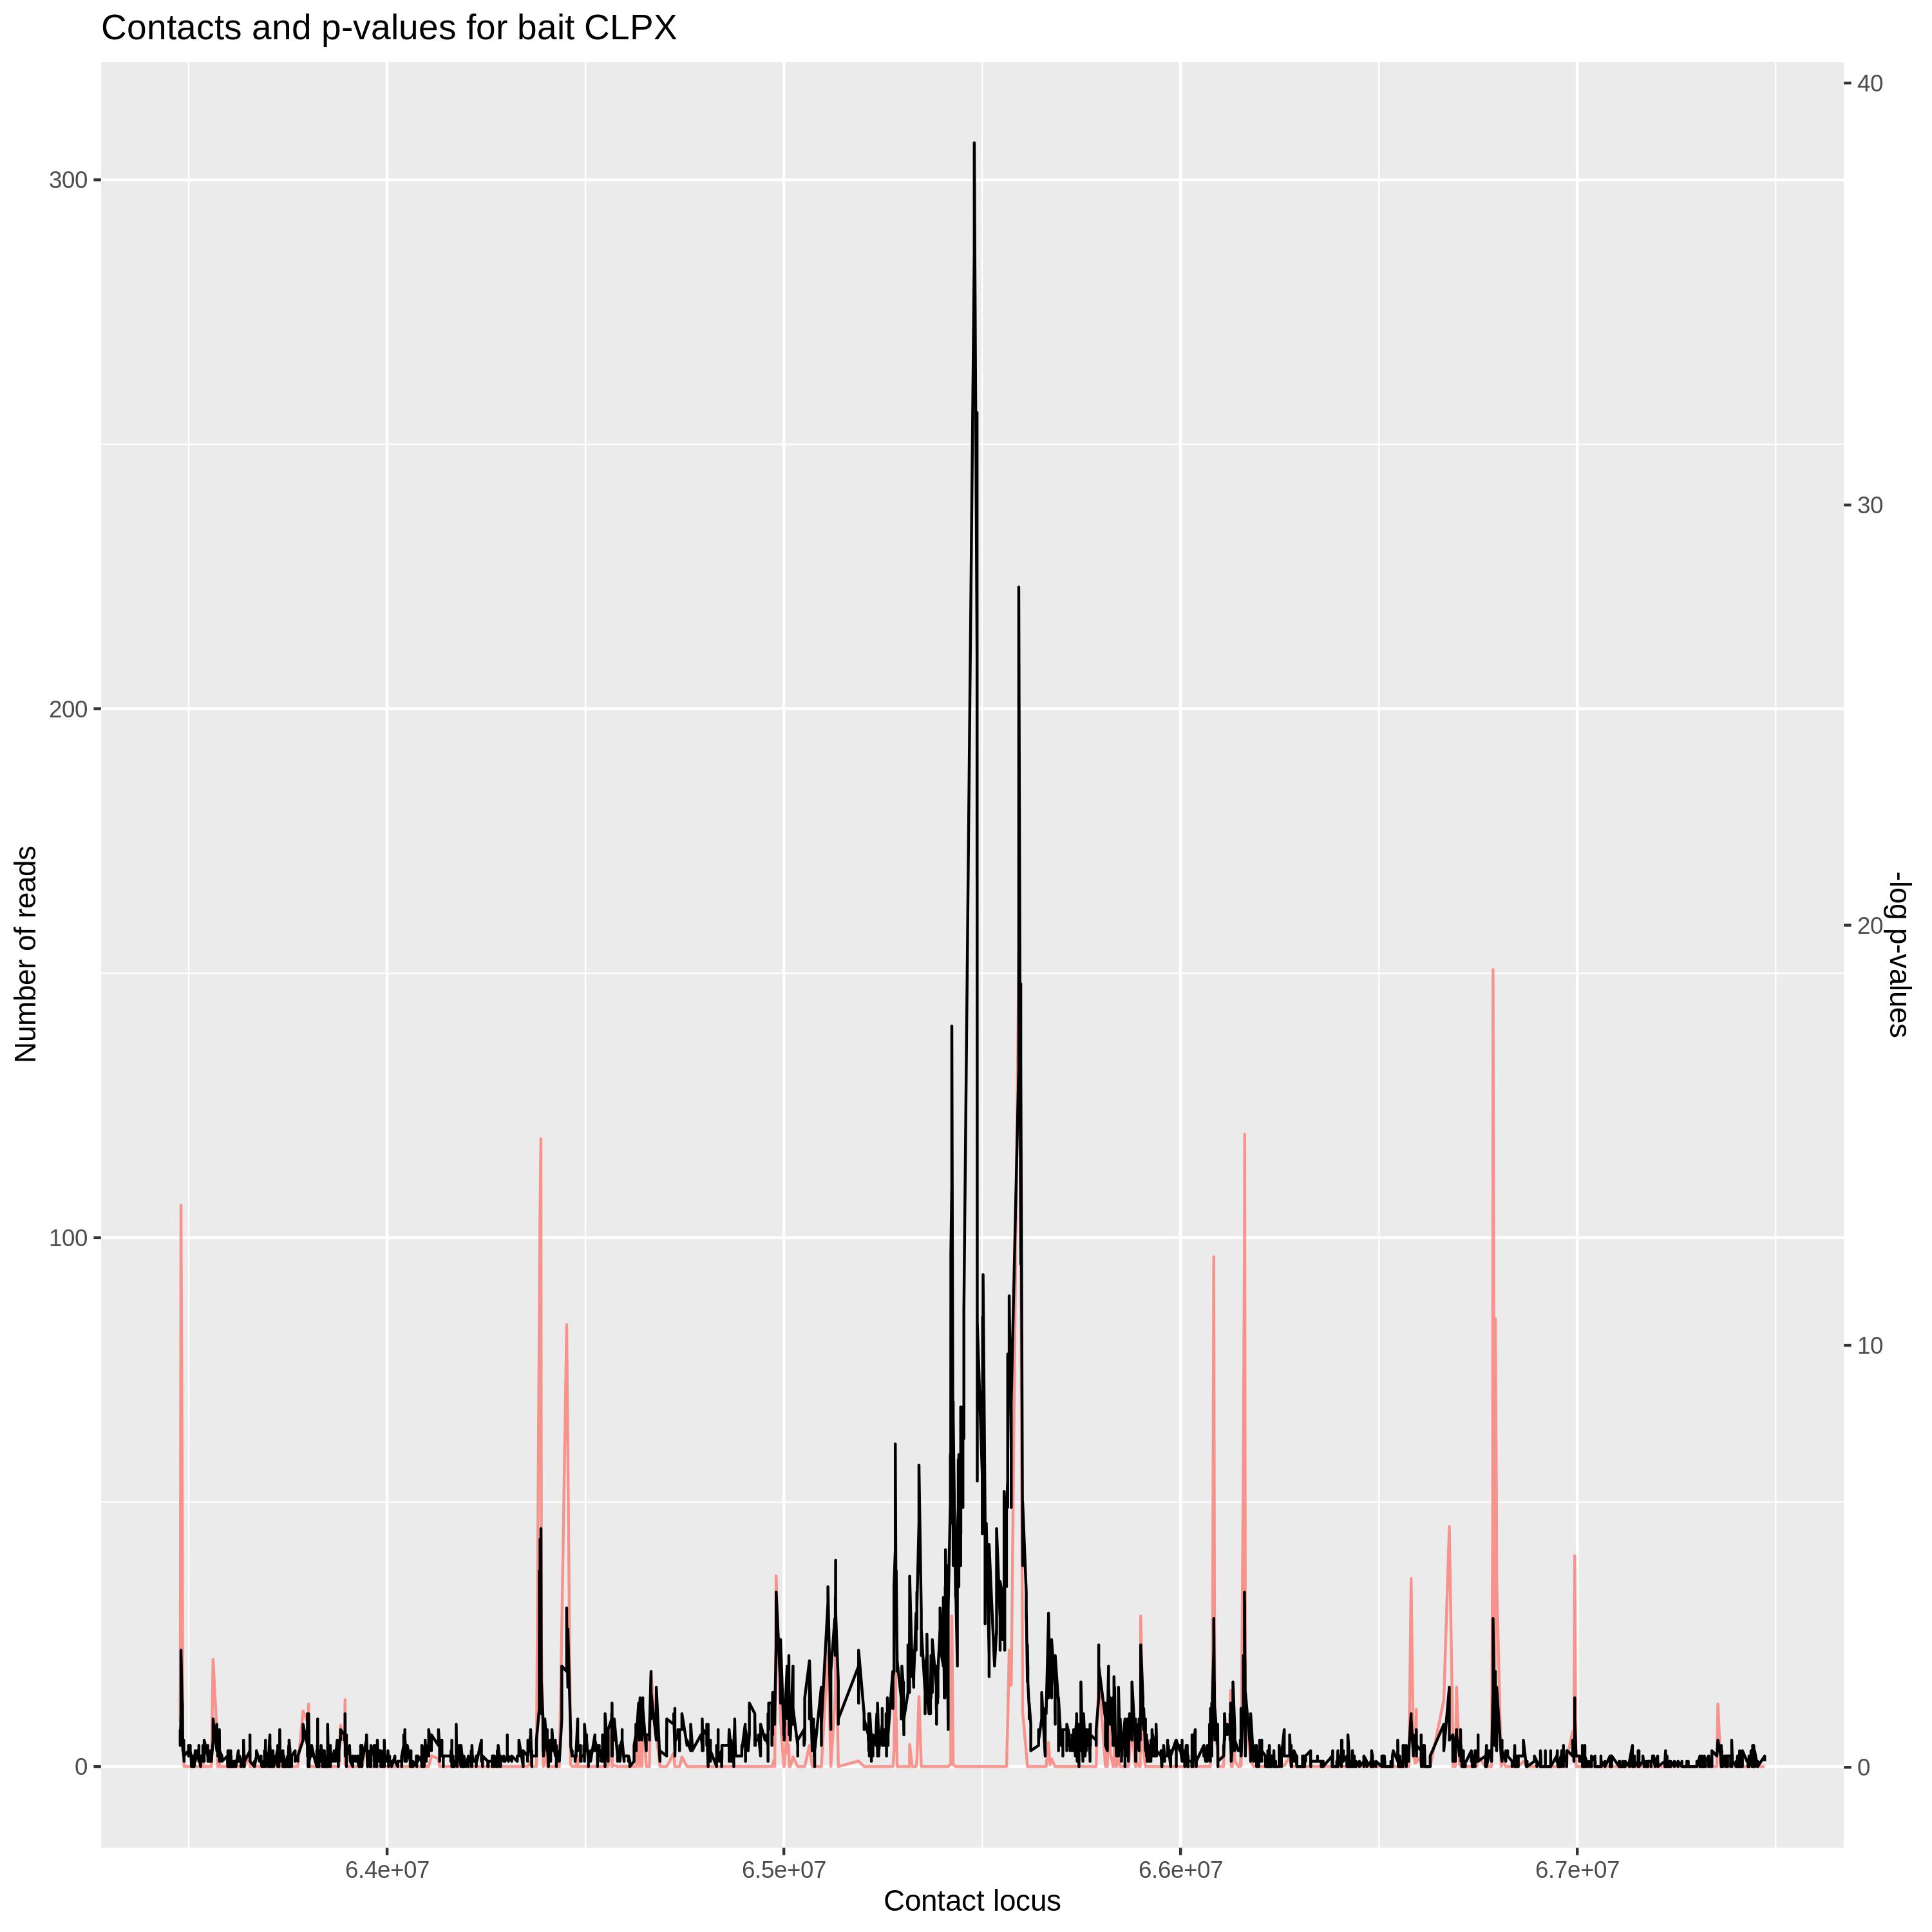 Contacts and p-values for bait CLPX
300
200
100
0
Number of reads
40
30
20
10
0
-log p-values
6.4e+07
6.5e+07
6.6e+07
6.7e+07
Contact locus